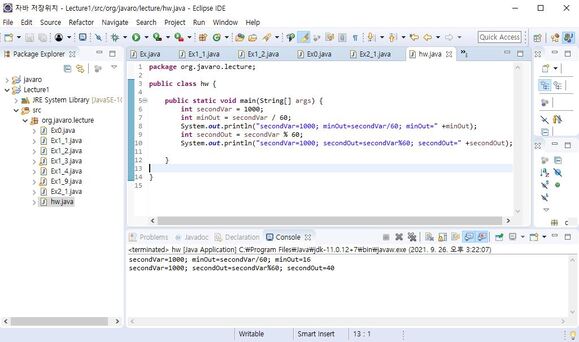 자바 저장위치 - Lecture1/src/org/javaro/lecture/hw.java - Eclipse IDE
File Edit Source Refactor Navigate Search Project Run Window Help
Quick Access
Package Explorer
javaro
Lecture1
JRE System Library [JavaSE-10
src
org.javaro.lecture
Ex0.java
Ex1_1.java
Ex1_2.java
Ex1_3.java
Ex1_4.java
Ex1_9.java
Ex2_1.java
hw.java
Ex.java Ex1_1.java Ex1_2.java Ex0.java Ex2_1.java hw.java
1 package org.javaro.lecture;
2
3 public class hw {
4
5 public static void main(String[] args) {
6 int secondVar = 1000;
7 int minOut = secondVar / 60;
8 System.out.println("secondVar=1000; minOut=secondVar/60; minOut=" +minOut);
9 int secondOut = secondVar % 60;
10 System.out.println("secondVar=1000; secondOut=secondVar%60; secondOut=" +secondOut);
11
12 }
13
14 }
15
Problems Javadoc Declaration Console
<terminated> hw [Java Application] C:₩Program Files₩Java₩jdk-11.0.12+7₩bin₩javaw.exe (2021. 9. 26. 오후 3:22:07)
secondVar=1000; minOut=secondVar/60; minOut=16
secondVar=1000; secondOut=secondVar%60; secondOut=40
Writable Smart Insert 13 : 1